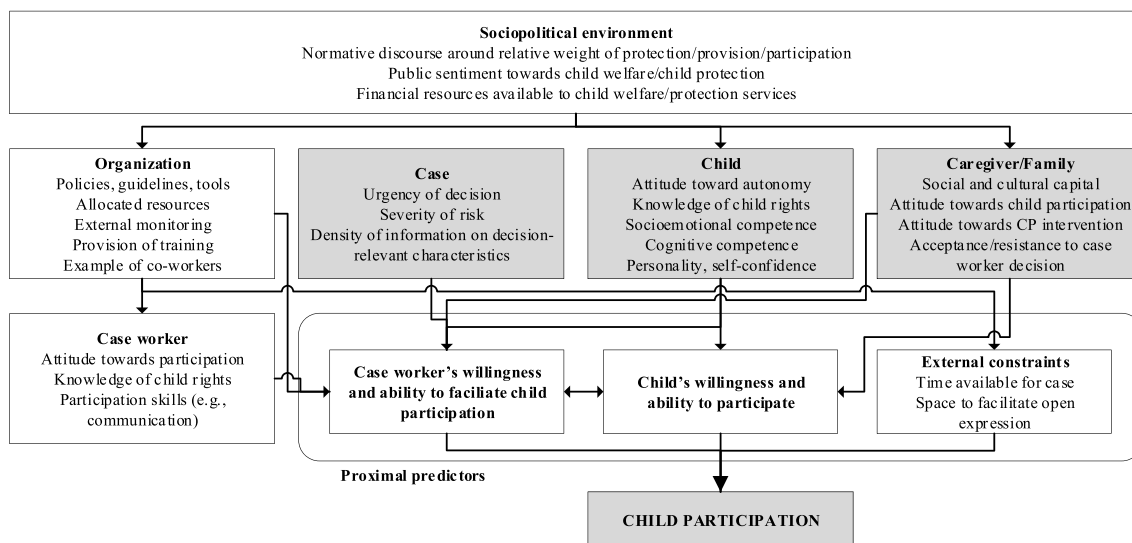 Sociopolitical environment
Normative discourse around relative weight of protection/provision/participation
Public sentiment towards child welfare/child protection
Financial resources available to child welfare/protection services
Organization
Policies, guidelines, tools
Allocated resources
External monitoring
Provision of training
Example of co-workers
Case
Urgency of decision
Severity of risk
Density of information on decision-
relevant characteristics
Child
Attitude toward autonomy
Knowledge of child rights
Socioemotional competence
Cognitive competence
Personality, self-confidence
Caregiver/Family
Social and cultural capital
Attitude towards child participation
Attitude towards CP intervention
Acceptance/resistance to case
worker decision
Case worker
Attitude towards participation
Knowledge of child rights
Participation skills (e.g.,
communication)
Case worker's willingness
and ability to faciliate child
participation
Child's willingness and
ability to participate
External constraints
Time available for case
Space to facilitate open
expression
Proximal predictors
CHILD PARTICIPATION